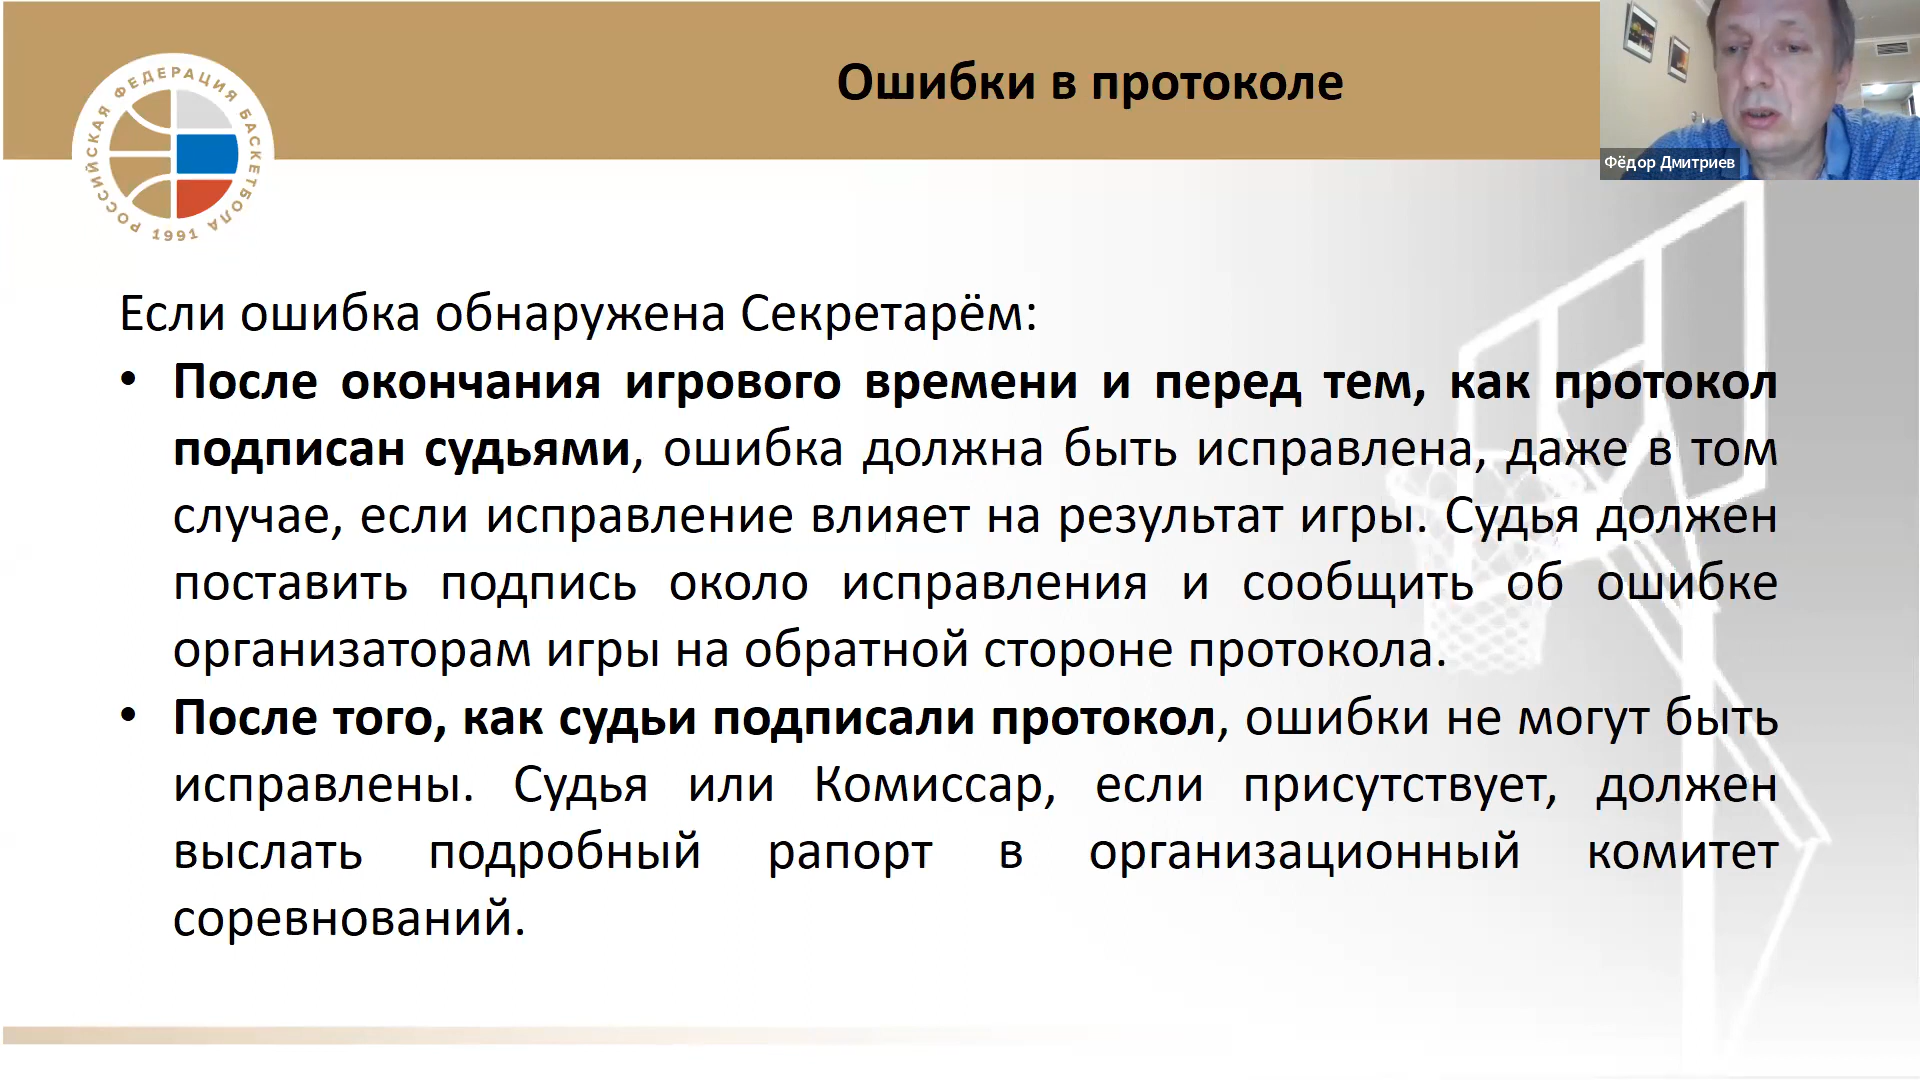 Ошибки в протоколе
РОССИЙСКАЯ ФЕДЕРАЦИЯ БАСКЕТБОЛА
1991
Фёдор Дмитриев
Если ошибка обнаружена Секретарём:
• После окончания игрового времени и перед тем, как протокол
подписан судьями, ошибка должна быть исправлена, даже в том
случае, если исправление влияет на результат игры. Судья должен
поставить подпись около исправления и сообщить об ошибке
организаторам игры на обратной стороне протокола.
• После того, как судьи подписали протокол, ошибки не могут быть
исправлены. Судья или Комиссар, если присутствует, должен
выслать подробный рапорт в организационный комитет
соревнований.